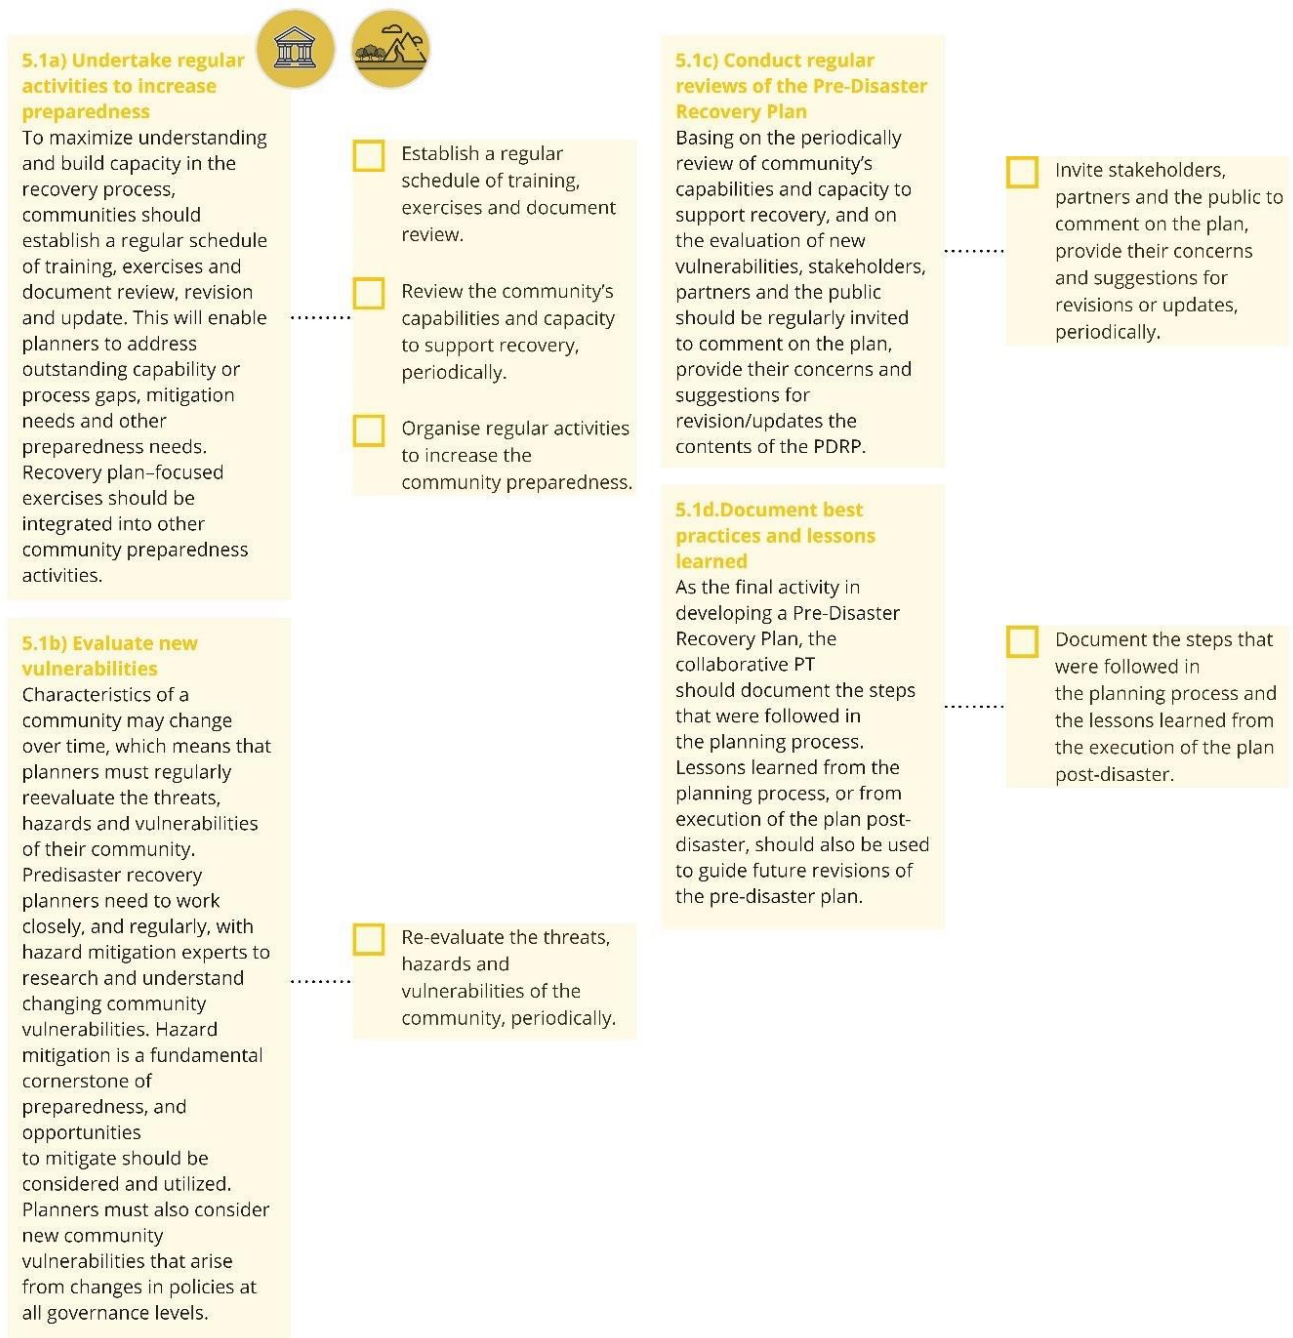 5.1a) Undertake regular
activities to increase
preparedness
To maximize understanding
and build capacity in the
recovery process,
communities should
establish a regular schedule
of training, exercises and
document review, revision
and update. This will enable
planners to address
outstanding capability or
process gaps, mitigation
needs and other
preparedness needs.
Recovery plan–focused
exercises should be
integrated into other
community preparedness
activities.
Establish a regular
schedule of training,
exercises and document
review.
Review the community’s
capabilities and capacity
to support recovery,
periodically.
Organise regular activities
to increase the
community preparedness.
5.1b) Evaluate new
vulnerabilities
Characteristics of a
community may change
over time, which means that
planners must regularly
reevaluate the threats,
hazards and vulnerabilities
of their community.
Predisaster recovery
planners need to work
closely, and regularly, with
hazard mitigation experts to
research and understand
changing community
vulnerabilities. Hazard
mitigation is a fundamental
cornerstone of
preparedness, and
opportunities
to mitigate should be
considered and utilized.
Planners must also consider
new community
vulnerabilities that arise
from changes in policies at
all governance levels.
Re-evaluate the threats,
hazards and
vulnerabilities of the
community, periodically.
5.1c) Conduct regular
reviews of the Pre-Disaster
Recovery Plan
Basing on the periodically
review of community’s
capabilities and capacity to
support recovery, and on
the evaluation of new
vulnerabilities, stakeholders,
partners and the public
should be regularly invited
to comment on the plan,
provide their concerns and
suggestions for
revision/updates the
contents of the PDRP.
Invite stakeholders,
partners and the public to
comment on the plan,
provide their concerns
and suggestions for
revisions or updates,
periodically.
5.1d.Document best
practices and lessons
learned
As the final activity in
developing a Pre-Disaster
Recovery Plan, the
collaborative PT
should document the steps
that were followed in
the planning process.
Lessons learned from the
planning process, or from
execution of the plan post-
disaster, should also be used
to guide future revisions of
the pre-disaster plan.
Document the steps that
were followed in
the planning process and
the lessons learned from
the execution of the plan
post-disaster.